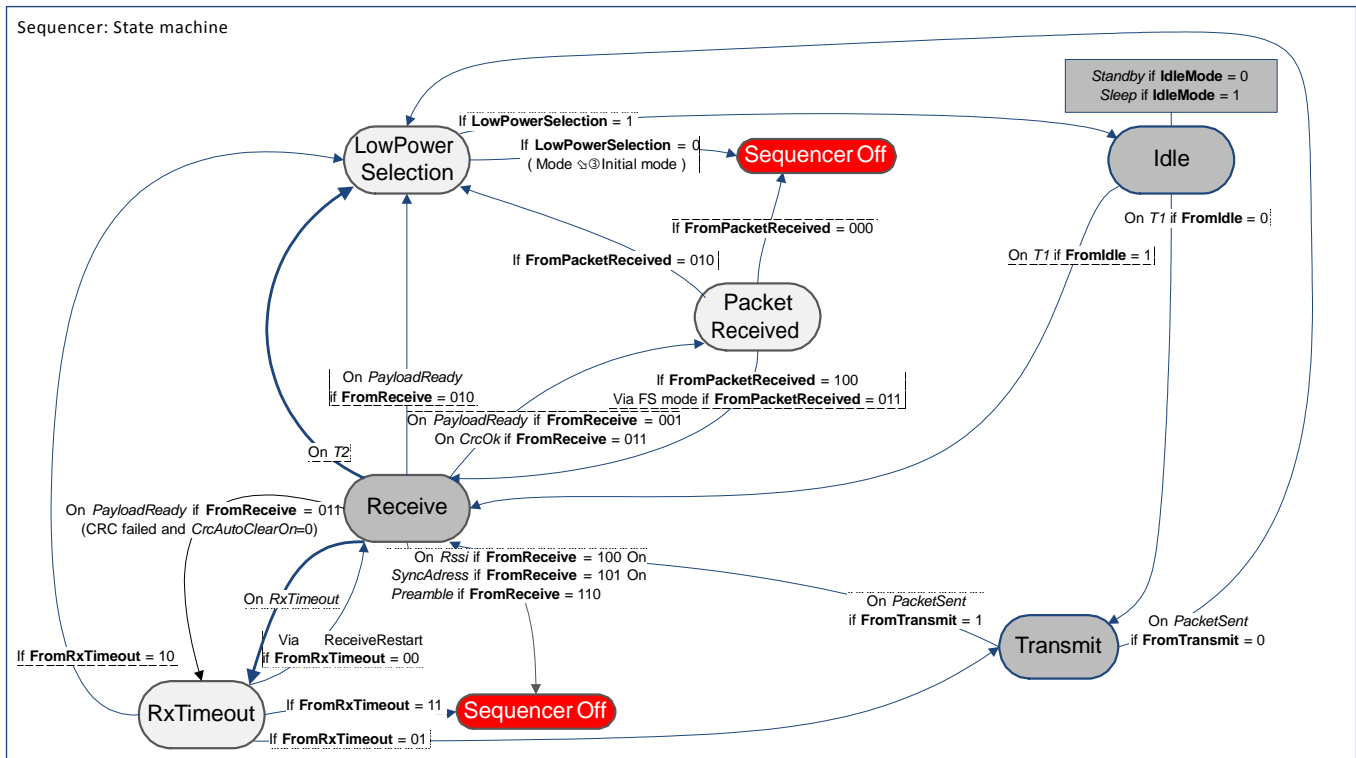 Sequencer: State machine
Standby if IdleMode = 0
Sleep if IdleMode = 1
If LowPowerSelection = 1
LowPower
Selection
If LowPowerSelection = 0
( Mode ⇘③ Initial mode )
Sequencer Off
Idle
On T1 if FromIdle = 0
If FromPacketReceived = 000
On T1 if FromIdle = 1
If FromPacketReceived = 010
Packet
Received
On PayloadReady
if FromReceive = 010
If FromPacketReceived = 100
Via FS mode if FromPacketReceived = 011
On PayloadReady if FromReceive = 001
On CrcOk if FromReceive = 011
On T2
Receive
On PayloadReady if FromReceive = 011
(CRC failed and CrcAutoClearOn=0)
On Rssi if FromReceive = 100 On
SyncAdress if FromReceive = 101 On
Preamble if FromReceive = 110
On RxTimeout
On PacketSent
if FromTransmit = 1
On PacketSent
if FromTransmit = 0
Transmit
Via ReceiveRestart
if FromRxTimeout = 00
If FromRxTimeout = 10
RxTimeout
If FromRxTimeout = 11
Sequencer Off
If FromRxTimeout = 01